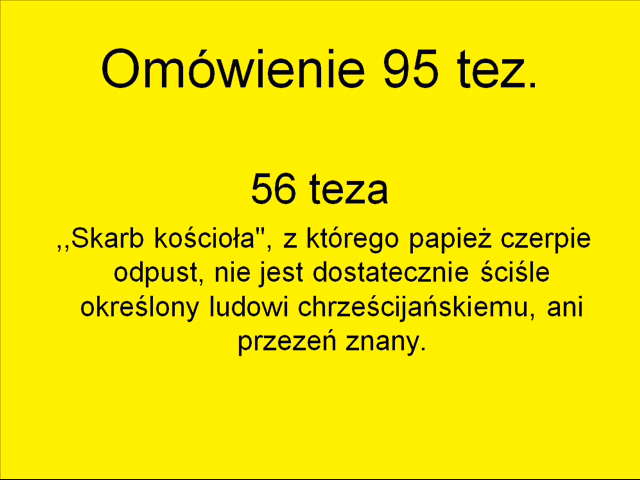 Omówienie 95 tez.
56 teza
,,Skarb kościoła", z którego papież czerpie
odpust, nie jest dostatecznie ściśle
określony ludowi chrześcijańskiemu, ani
przezeń znany.